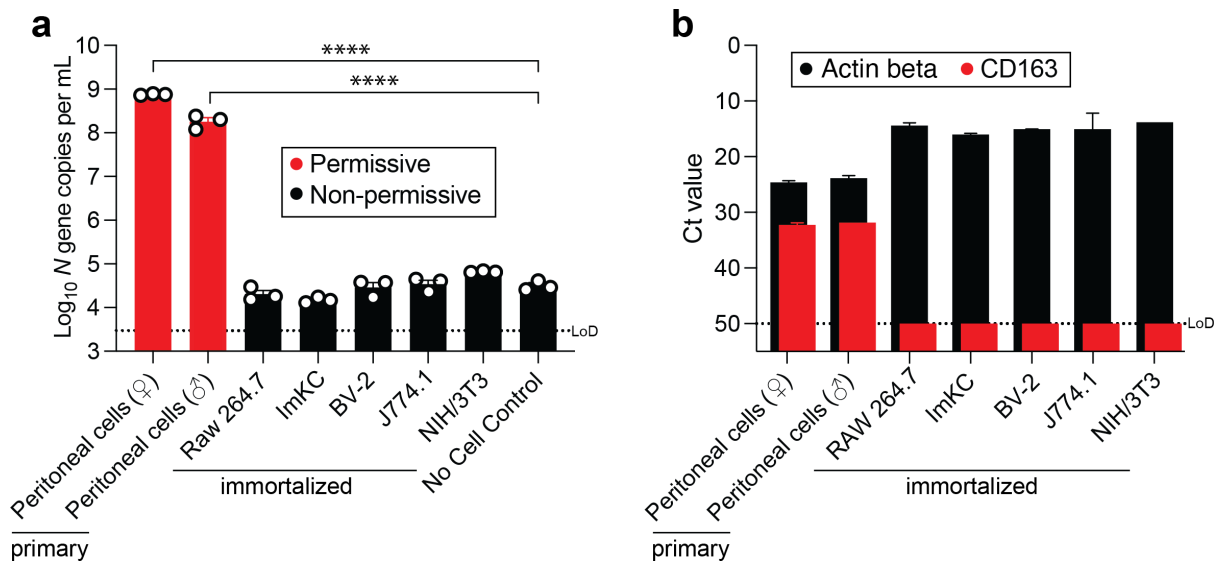 a
Log10 N gene copies per mL
10
9
8
7
6
5
4
3
****
****
Permissive
Non-permissive
LoD
Peritoneal cells (♀)
Peritoneal cells (♂)
Raw 264.7
ImKC
BV-2
J774.1
NIH/3T3
No Cell Control
immortalized
primary
b
Ct value
0
10
20
30
40
50
Actin beta
CD163
LoD
Peritoneal cells (♀)
Peritoneal cells (♂)
RAW 264.7
ImKC
BV-2
J774.1
NIH/3T3
immortalized
primary